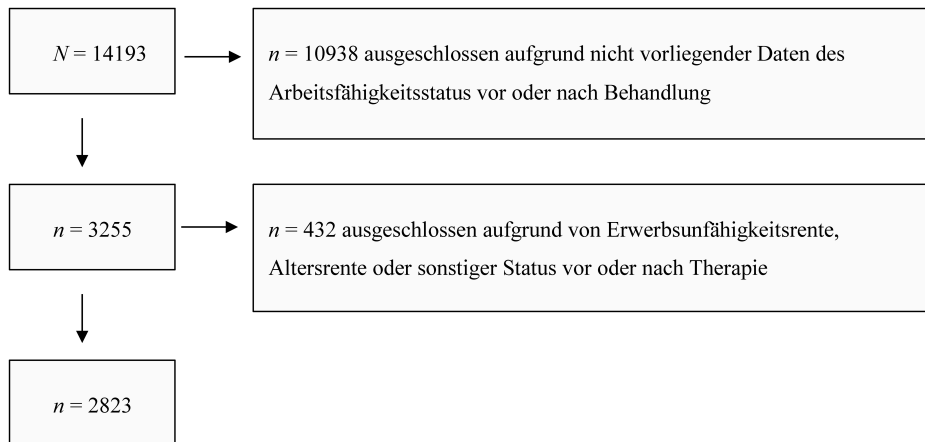 N = 14193
n = 10938 ausgeschlossen aufgrund nicht vorliegender Daten des
Arbeitsfähigkeitsstatus vor oder nach Behandlung
n = 3255
n = 432 ausgeschlossen aufgrund von Erwerbsunfähigkeitsrente,
Altersrente oder sonstiger Status vor oder nach Therapie
n = 2823